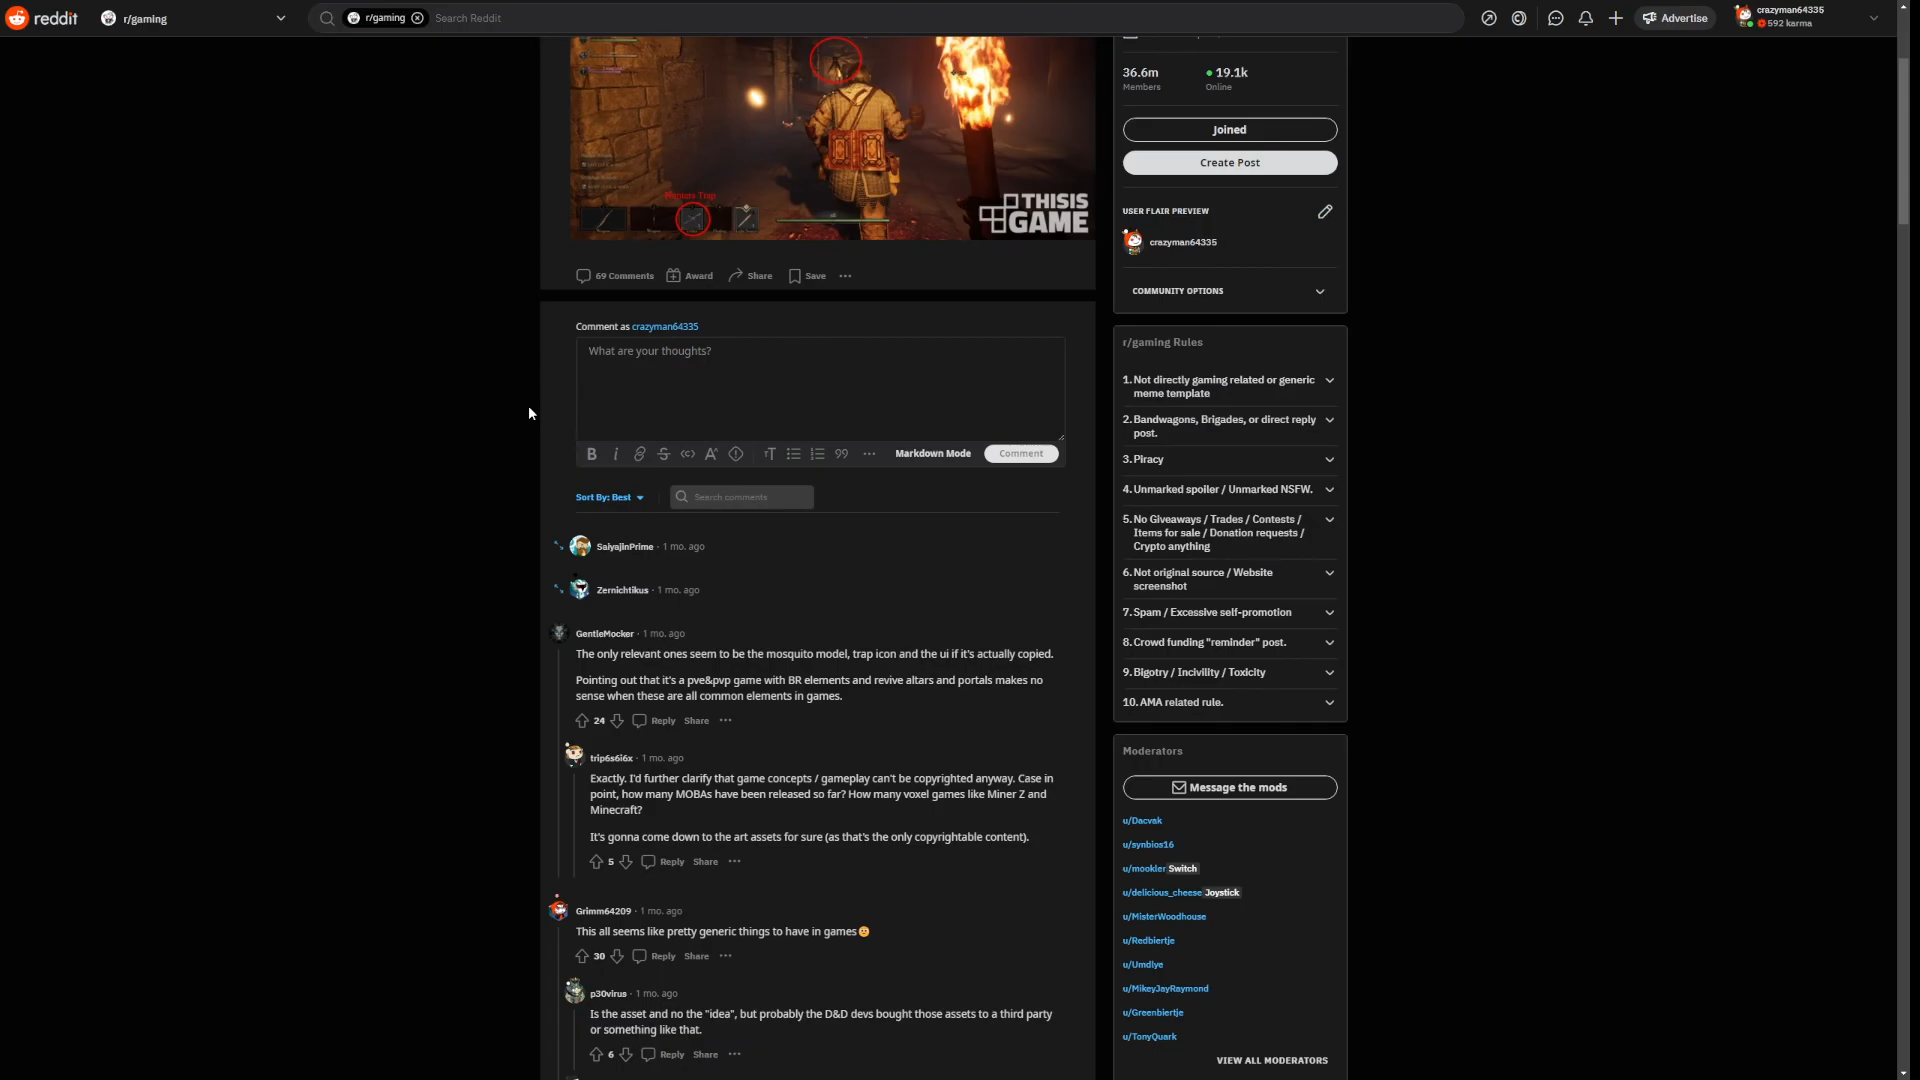 reddit
r/gaming
r/gaming
Search Reddit
Advertise
crazyman64335
592 karma
THISIS
GAME
69 Comments Award Share Save
Comment as crazyman64335
What are your thoughts?
Markdown Mode
Comment
Sort By: Best
Search comments
SaiyajinPrime · 1 mo. ago
Zernichtikus · 1 mo. ago
GentleMocker · 1 mo. ago
The only relevant ones seem to be the mosquito model, trap icon and the ui if it's actually copied.
Pointing out that it's a pve&pvp game with BR elements and revive altars and portals makes no
sense when these are all common elements in games.
24 Reply Share
trip6s6i6x · 1 mo. ago
Exactly. I'd further clarify that game concepts / gameplay can't be copyrighted anyway. Case in
point, how many MOBAs have been released so far? How many voxel games like Miner Z and
Minecraft?
It's gonna come down to the art assets for sure (as that's the only copyrightable content).
5 Reply Share
Grimm64209 · 1 mo. ago
This all seems like pretty generic things to have in games
30 Reply Share
p30virus · 1 mo. ago
Is the asset and no the "idea", but probably the D&D devs bought those assets to a third party
or something like that.
6 Reply Share
36.6m
Members
19.1k
Online
Joined
Create Post
USER FLAIR PREVIEW
crazyman64335
COMMUNITY OPTIONS
r/gaming Rules
1. Not directly gaming related or generic
meme template
2. Bandwagons, Brigades, or direct reply
post.
3. Piracy
4. Unmarked spoiler / Unmarked NSFW.
5. No Giveaways / Trades / Contests /
Items for sale / Donation requests /
Crypto anything
6. Not original source / Website
screenshot
7. Spam / Excessive self-promotion
8. Crowd funding "reminder" post.
9. Bigotry / Incivility / Toxicity
10. AMA related rule.
Moderators
Message the mods
u/Dacvak
u/synbios16
u/mookler Switch
u/delicious_cheese Joystick
u/MisterWoodhouse
u/Redbiertje
u/Umdlye
u/MikeyJayRaymond
u/Greenbiertje
u/TonyQuark
VIEW ALL MODERATORS